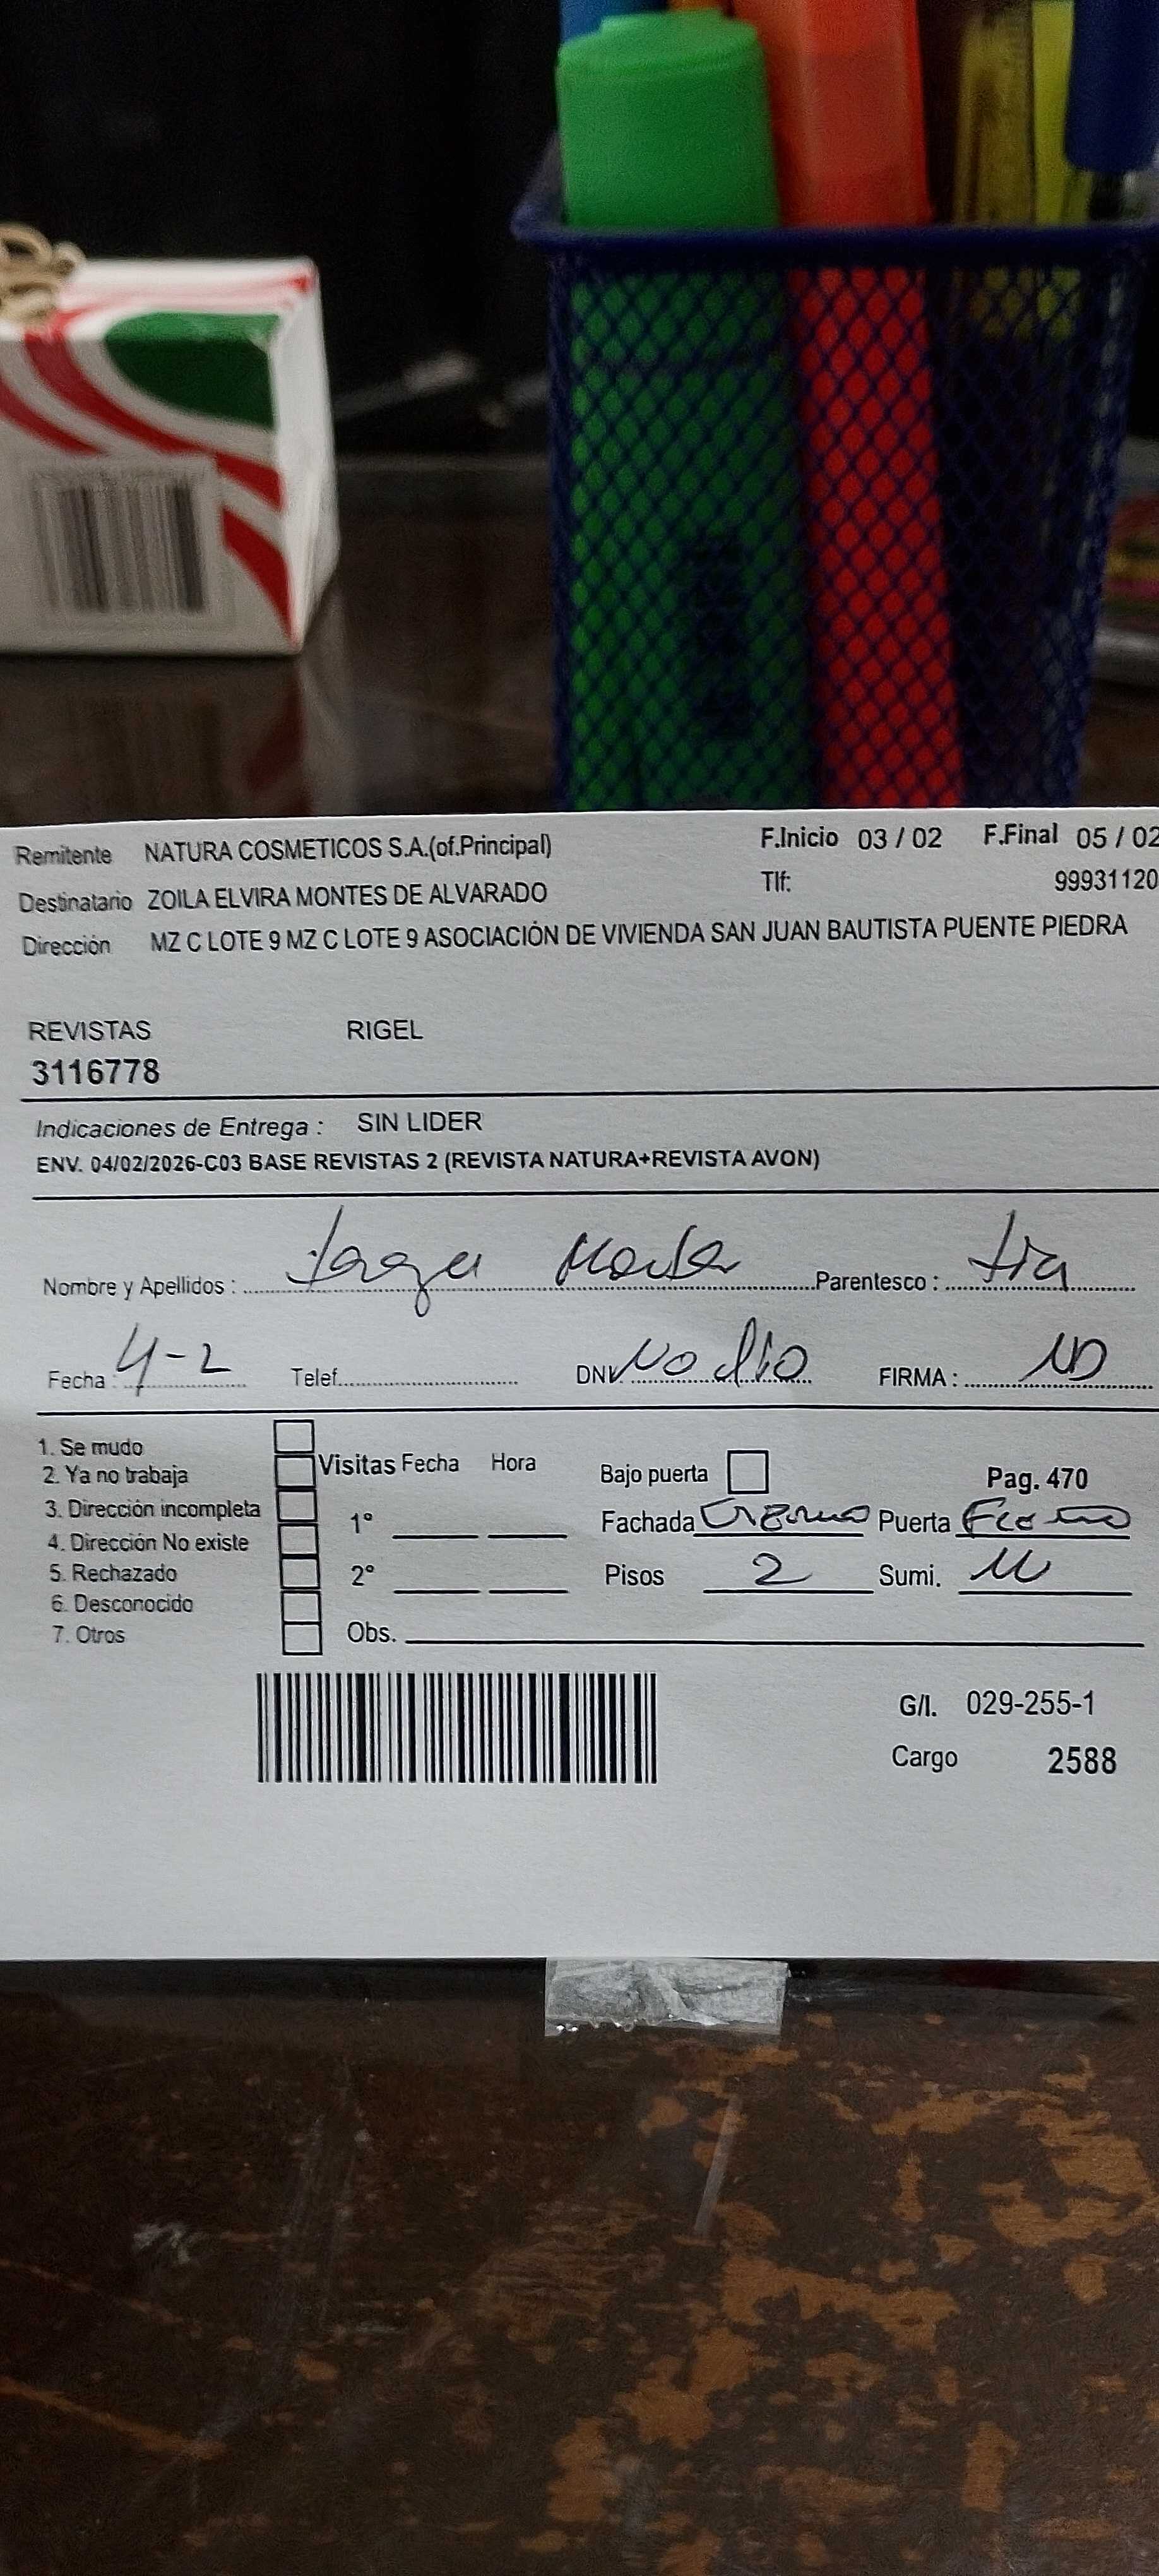 Remitente NATURA COSMETICOS S.A.(of.Principal) F.Inicio 03 / 02 F.Final 05 / 02
Destinatario ZOILA ELVIRA MONTES DE ALVARADO Tlf: 99931120
Dirección MZ C LOTE 9 MZ C LOTE 9 ASOCIACIÓN DE VIVIENDA SAN JUAN BAUTISTA PUENTE PIEDRA
REVISTAS RIGEL
3116778
Indicaciones de Entrega : SIN LIDER
ENV. 04/02/2026-C03 BASE REVISTAS 2 (REVISTA NATURA+REVISTA AVON)
Nombre y Apellidos : Parentesco : tia
Fecha : 4-2 Telef. DNI. No dio FIRMA : ND
1. Se mudo
2. Ya no trabaja Visitas Fecha Hora Bajo puerta Pag. 470
3. Dirección incompleta 1° Fachada Puerta
4. Dirección No existe
5. Rechazado 2° Pisos 2 Sumi.
6. Desconocido
7. Otros Obs.
G/I. 029-255-1
Cargo 2588